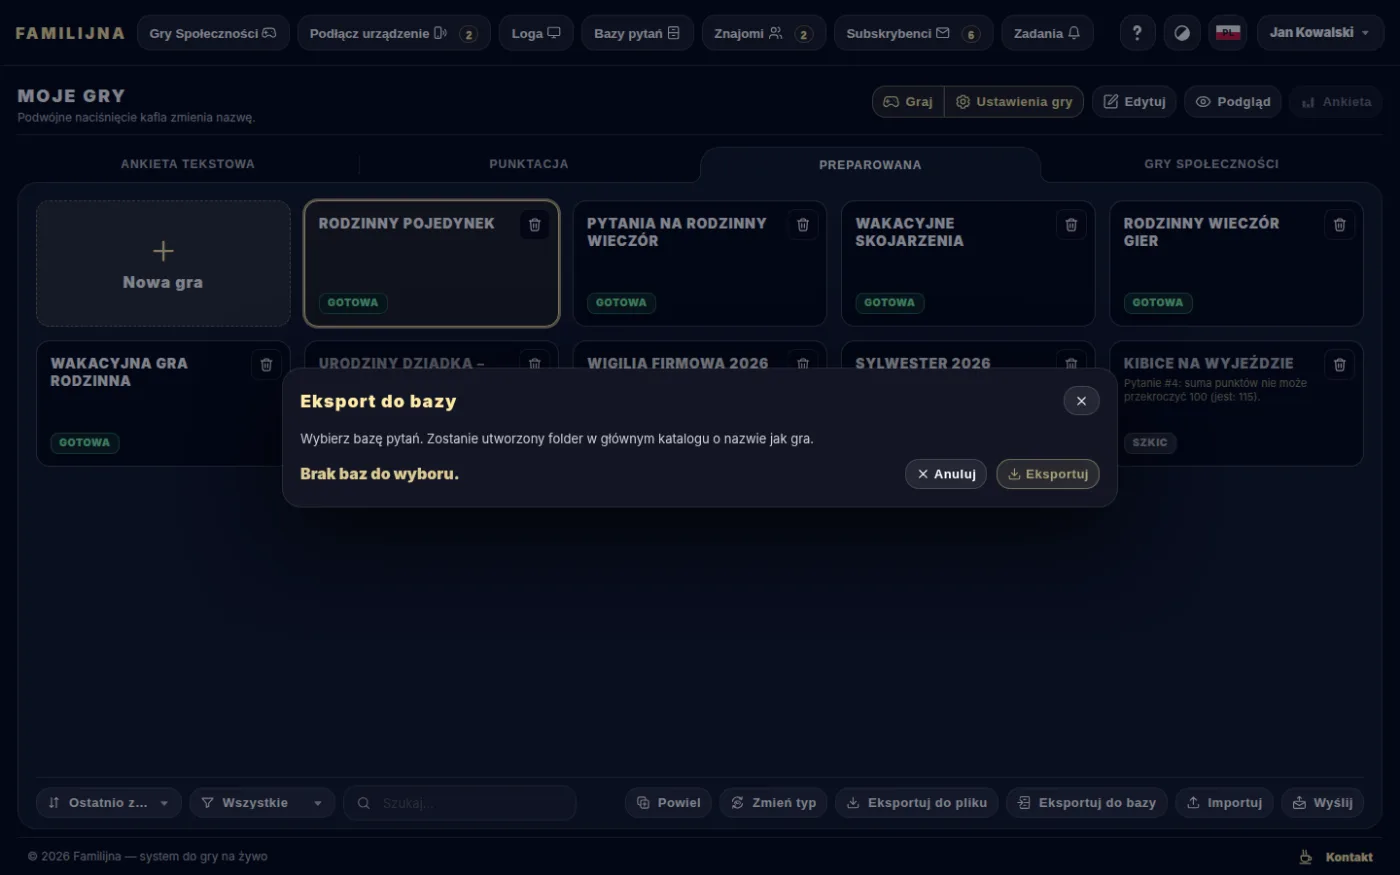 FAMILIJNA
Gry Społeczności
Podłącz urządzenie 2
Loga
Bazy pytań
Znajomi 2
Subskrybenci 6
Zadania
?
PL
Jan Kowalski
MOJE GRY
Podwójne naciśnięcie kafla zmienia nazwę.
Graj
Ustawienia gry
Edytuj
Podgląd
Ankieta
ANKIETA TEKSTOWA
PUNKTACJA
PREPAROWANA
GRY SPOŁECZNOŚCI
Nowa gra
RODZINNY POJEDYNEK
GOTOWA
PYTANIA NA RODZINNY
WIECZÓR
GOTOWA
WAKACYJNE
SKOJARZENIA
GOTOWA
RODZINNY WIECZÓR
GIER
GOTOWA
WAKACYJNA GRA
RODZINNA
GOTOWA
URODZINY DZIADKA –
WIGILIA FIRMOWA 2026
SYLWESTER 2026
KIBICE NA WYJEŹDZIE
Pytanie #4: suma punktów nie może
przekroczyć 100 (jest: 115).
SZKIC
Eksport do bazy
Wybierz bazę pytań. Zostanie utworzony folder w głównym katalogu o nazwie jak gra.
Brak baz do wyboru.
Anuluj
Eksportuj
Ostatnio z...
Wszystkie
Szukaj...
Powiel
Zmień typ
Eksportuj do pliku
Eksportuj do bazy
Importuj
Wyślij
© 2026 Familijna — system do gry na żywo
Kontakt